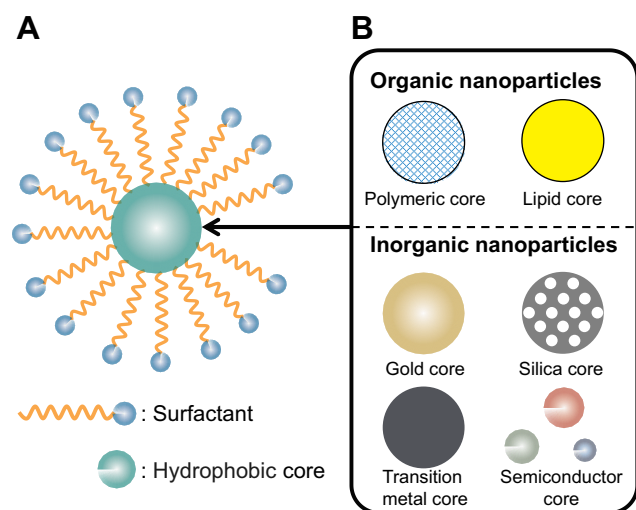 A
B
Organic nanoparticles
Polymeric core
Lipid core
Inorganic nanoparticles
Gold core
Silica core
Transition
metal core
Semiconductor
core
: Surfactant
: Hydrophobic core